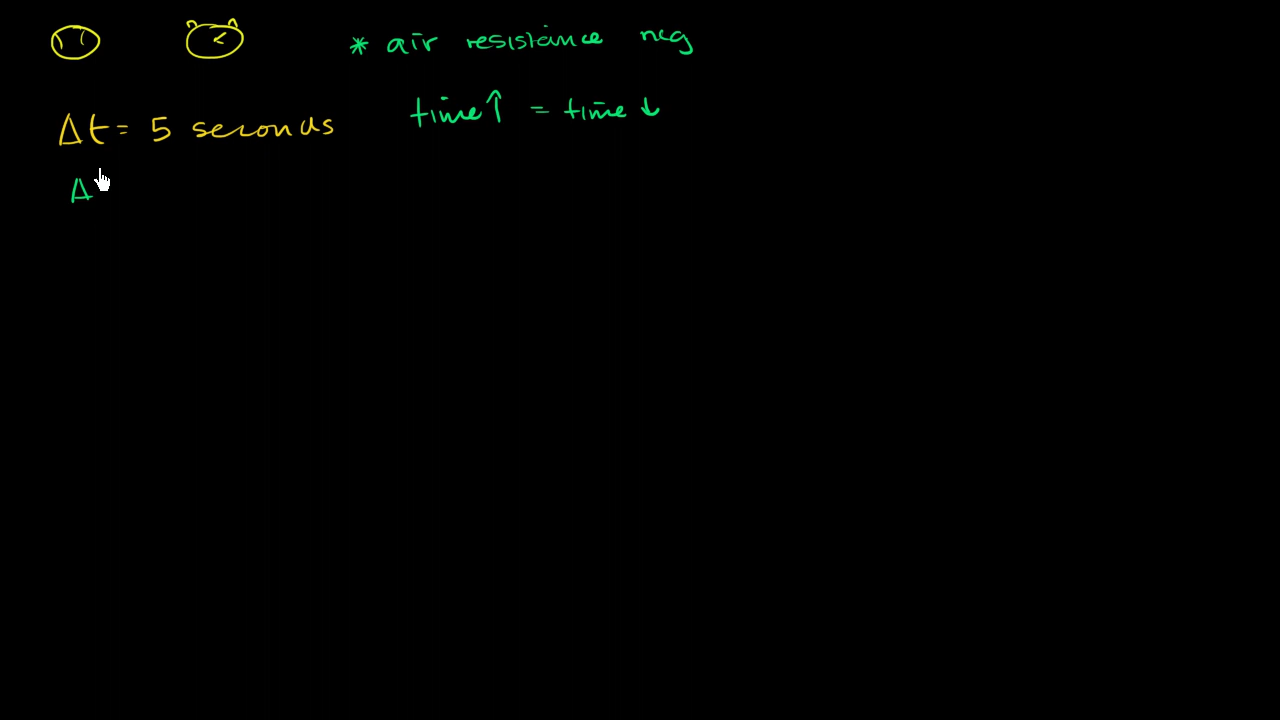 * air resistance neg
time↑ = time↓
Δt = 5 seconds
Δ